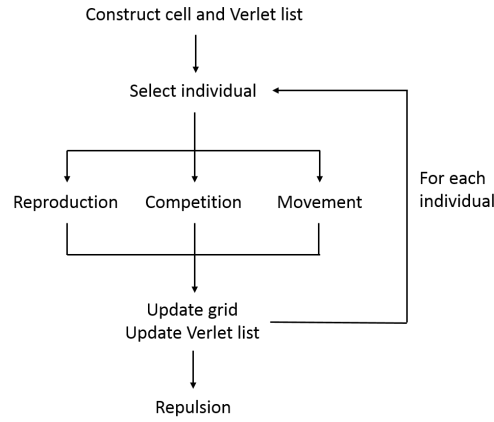 Construct cell and Verlet list
Select individual
For each
individual
Reproduction
Competition
Movement
Update grid
Update Verlet list
Repulsion